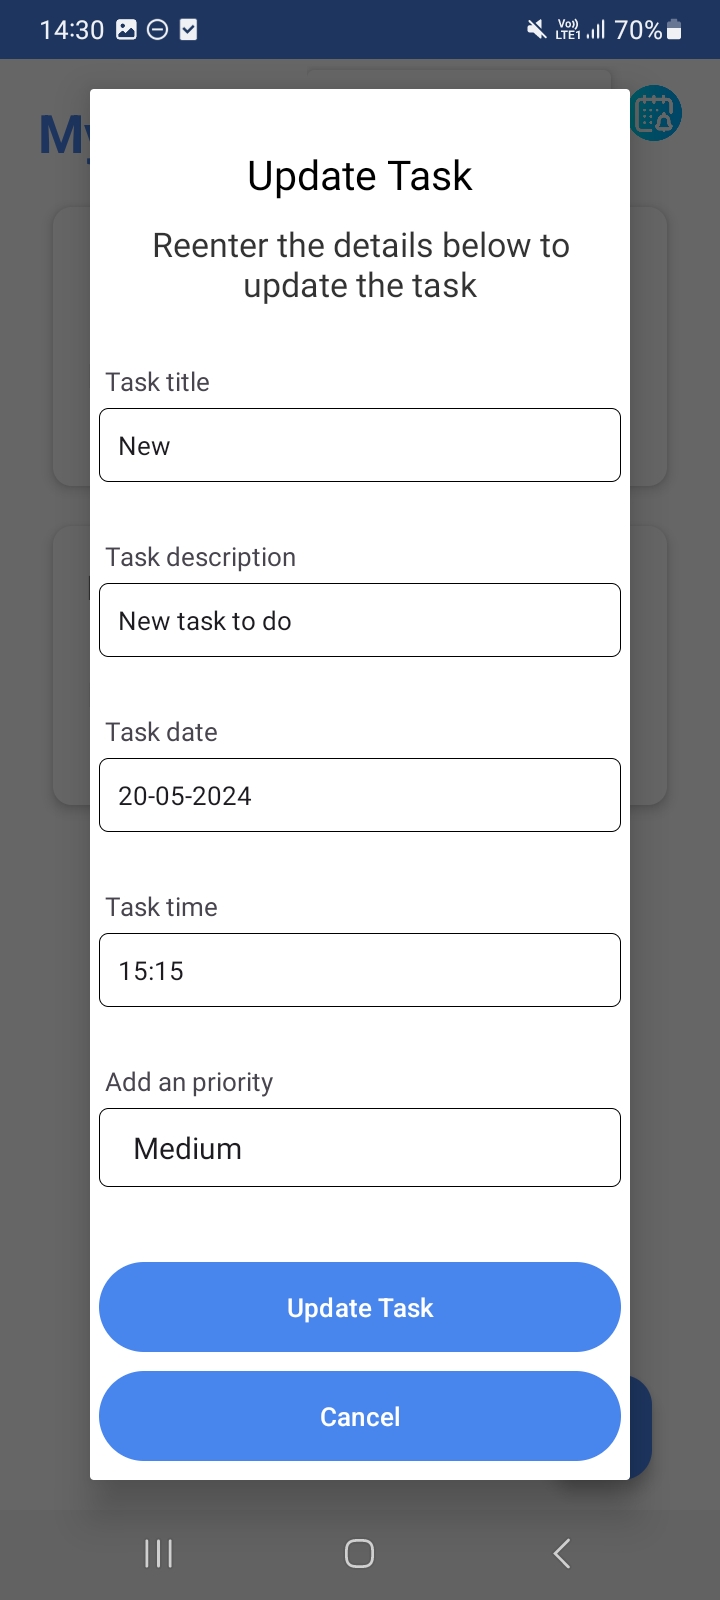 14:30
Vo)) LTE1 70%
My
Update Task
Reenter the details below to
update the task
Task title
New
Task description
New task to do
Task date
20-05-2024
Task time
15:15
Add an priority
Medium
Update Task
Cancel